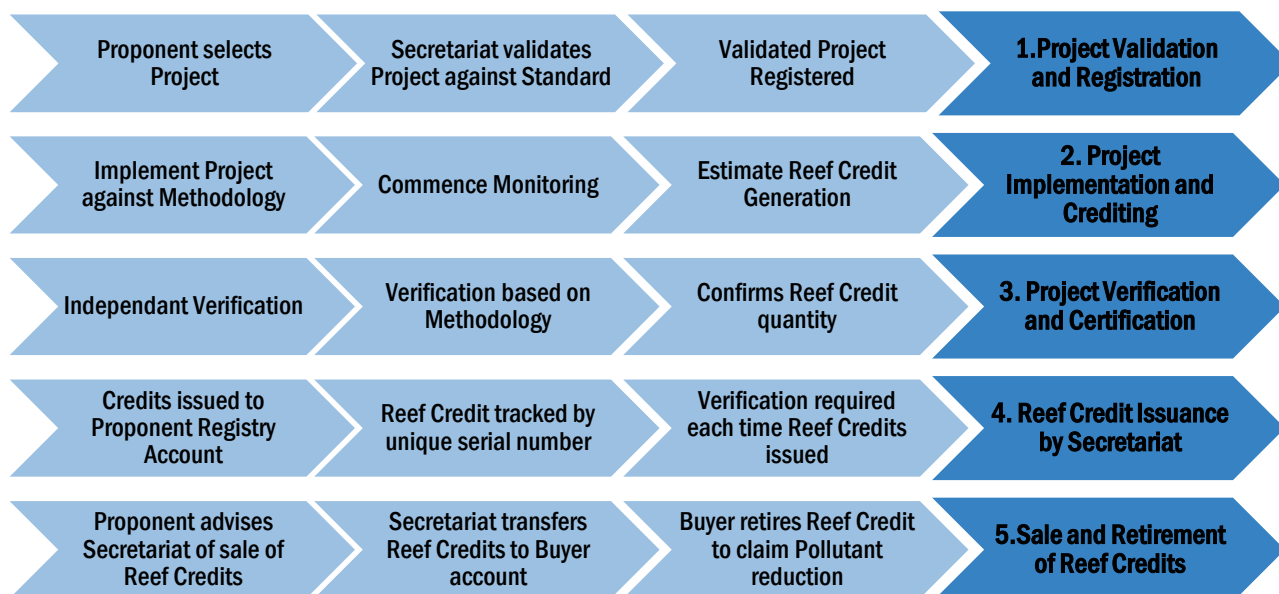 Proponent selects
Project
Secretariat validates
Project against Standard
Validated Project
Registered
1.Project Validation
and Registration
Implement Project
against Methodology
Commence Monitoring
Estimate Reef Credit
Generation
2. Project
Implementation and
Crediting
Independant Verification
Verification based on
Methodology
Confirms Reef Credit
quantity
3. Project Verification
and Certification
Credits issued to
Proponent Registry
Account
Reef Credit tracked by
unique serial number
Verification required
each time Reef Credits
issued
4. Reef Credit Issuance
by Secretariat
Proponent advises
Secretariat of sale of
Reef Credits
Secretariat transfers
Reef Credits to Buyer
account
Buyer retires Reef Credit
to claim Pollutant
reduction
5.Sale and Retirement
of Reef Credits